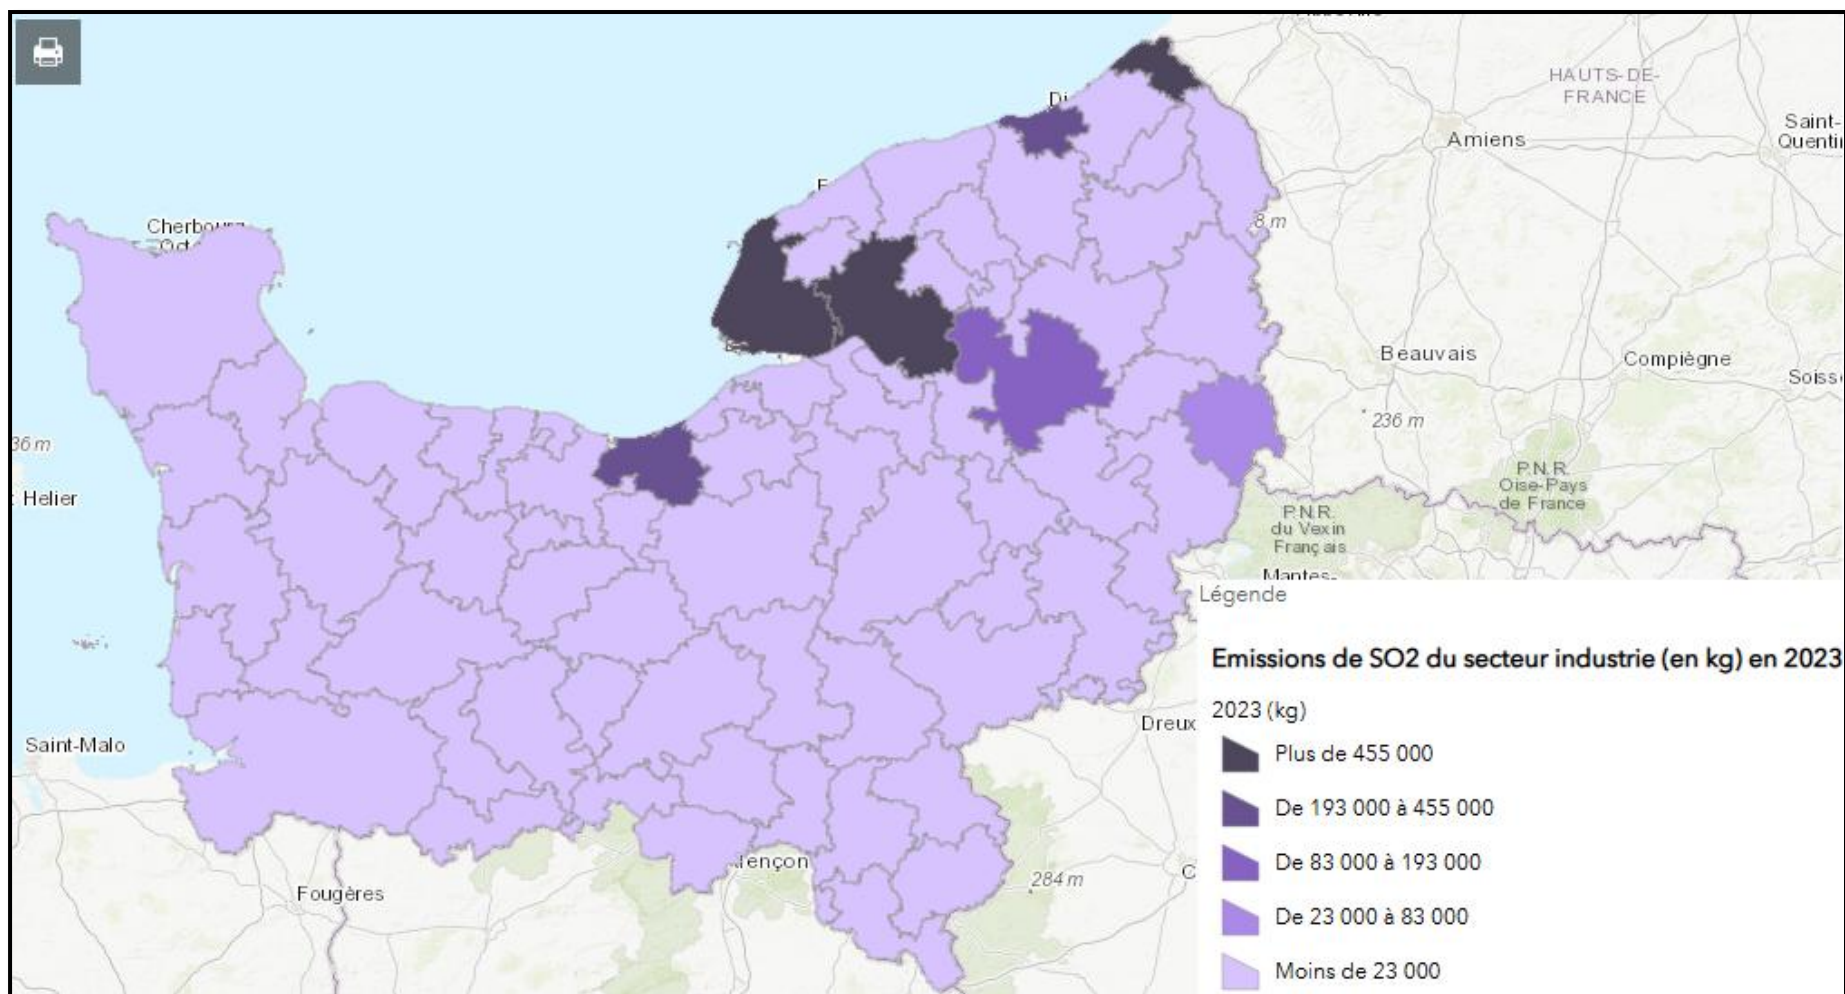 HAUTS-DE-
FRANCE
Amiens
Saint-
8 m
Beauvais
Compiègne
236 m
P.N.R.
Oise-Pays
de France
P.N.R.
du Vexin
Français
Mantes-
36 m
Helier
Saint-Malo
Fougères
284 m
Dreux
Légende
Emissions de SO2 du secteur industrie (en kg) en 2023
2023 (kg)
Plus de 455 000
De 193 000 à 455 000
De 83 000 à 193 000
De 23 000 à 83 000
Moins de 23 000